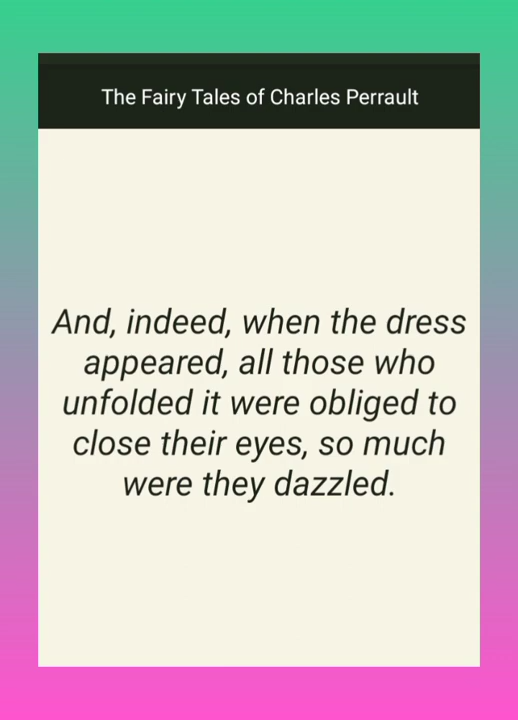 The Fairy Tales of Charles Perrault
And, indeed, when the dress
appeared, all those who
unfolded it were obliged to
close their eyes, so much
were they dazzled.